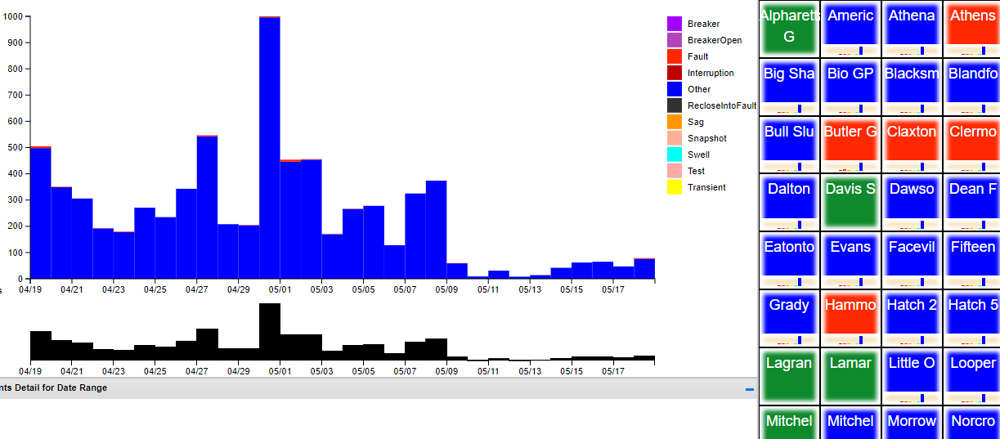 1000
900
800
700
600
500
400
300
200
100
0
04/19 04/21 04/23 04/25 04/27 04/29 05/01 05/03 05/05 05/07 05/09 05/11 05/13 05/15 05/17
s
04/19 04/21 04/23 04/25 04/27 04/29 05/01 05/03 05/05 05/07 05/09 05/11 05/13 05/15 05/17
nts Detail for Date Range
Breaker
BreakerOpen
Fault
Interruption
Other
RecloseIntoFault
Sag
Snapshot
Swell
Test
Transient
Alpharett
G
Americ
Athena
Athens
Big Sha
Bio GP
Blacksm
Blandfo
Bull Slu
Butler G
Claxton
Clermo
Dalton
Davis S
Dawso
Dean F
Eatonto
Evans
Facevil
Fifteen
Grady
Hammo
Hatch 2
Hatch 5
Lagran
Lamar
Little O
Looper
Mitchel
Mitchel
Morrow
Norcro